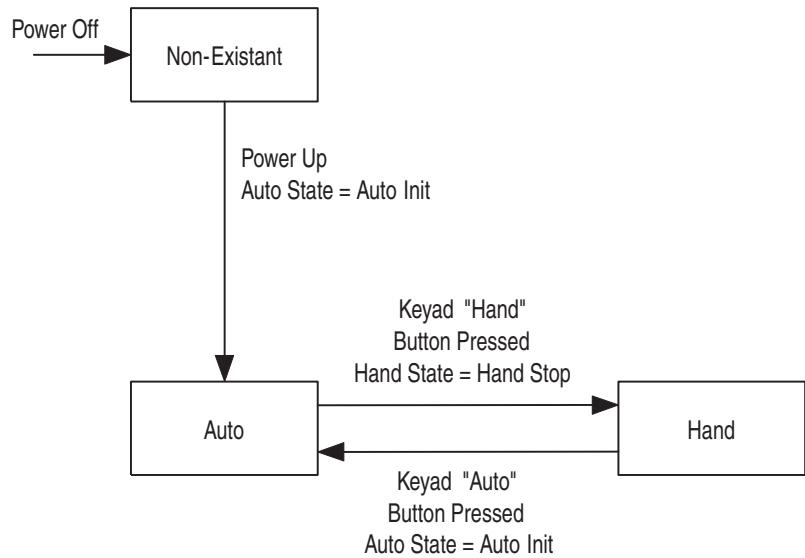 Power Off
Non-Existant
Power Up
Auto State = Auto Init
Keyad "Hand"
Button Pressed
Hand State = Hand Stop
Auto
Hand
Keyad "Auto"
Button Pressed
Auto State = Auto Init